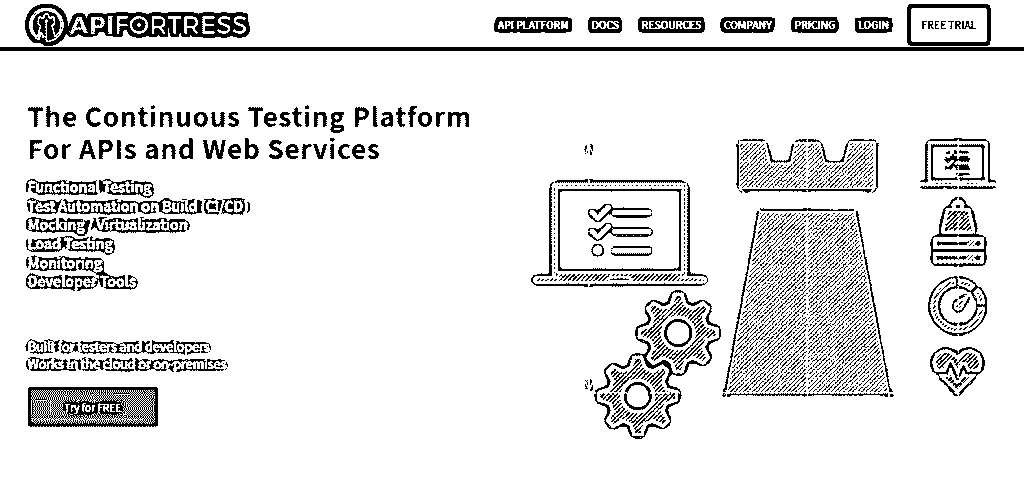 APIFORTRESS
API PLATFORM DOCS RESOURCES COMPANY PRICING LOGIN FREE TRIAL
The Continuous Testing Platform
For APIs and Web Services
Functional Testing
Test Automation on Build (CI/CD)
Mocking / Virtualization
Load Testing
Monitoring
Developer Tools
Built for testers and developers
Works in the cloud or on-premises
Try for FREE